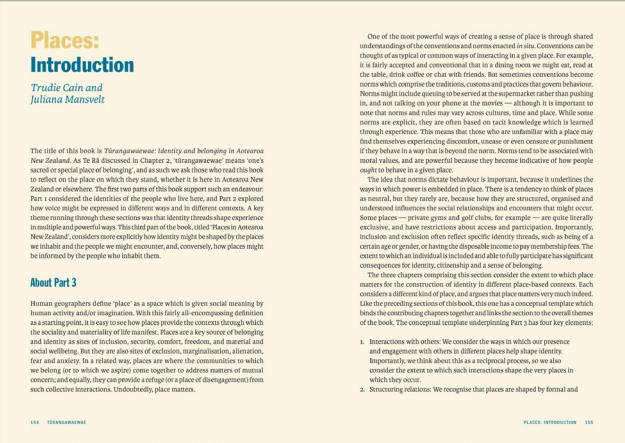 Places:
Introduction
Trudie Cain and
Juliana Mansvelt
The title of this book is Tūrangawaewae: Identity and belonging in Aotearoa
New Zealand. As Te Rā discussed in Chapter 2, ‘tūrangawaewae’ means ‘one’s
sacred or special place of belonging’, and as such we ask those who read this book
to reflect on the place on which they stand, whether it is here in Aotearoa New
Zealand or elsewhere. The first two parts of this book support such an endeavour:
Part 1 considered the identities of the people who live here, and Part 2 explored
how voice might be expressed in different ways and in different contexts. A key
theme running through these sections was that identity threads shape experience
in multiple and powerful ways. This third part of the book, titled ‘Places in Aotearoa
New Zealand’, considers more explicitly how identity might be shaped by the places
we inhabit and the people we might encounter, and, conversely, how places might
be informed by the people who inhabit them.
About Part 3
Human geographers define ‘place’ as a space which is given social meaning by
human activity and/or imagination. With this fairly all-encompassing definition
as a starting point, it is easy to see how places provide the contexts through which
the sociality and materiality of life manifest. Places are a key source of belonging
and identity as sites of inclusion, security, comfort, freedom, and material and
social wellbeing. But they are also sites of exclusion, marginalisation, alienation,
fear and anxiety. In a related way, places are where the communities to which
we belong (or to which we aspire) come together to address matters of mutual
concern; and equally, they can provide a refuge (or a place of disengagement) from
such collective interactions. Undoubtedly, place matters.
154 TŪRANGAWAEWAE
One of the most powerful ways of creating a sense of place is through shared
understandings of the conventions and norms enacted in situ. Conventions can be
thought of as typical or common ways of interacting in a given place. For example,
it is fairly accepted and conventional that in a dining room we might eat, read at
the table, drink coffee or chat with friends. But sometimes conventions become
norms which comprise the traditions, customs and practices that govern behaviour.
Norms might include queuing to be served at the supermarket rather than pushing
in, and not talking on your phone at the movies — although it is important to
note that norms and rules may vary across cultures, time and place. While some
norms are explicit, they are often based on tacit knowledge which is learned
through experience. This means that those who are unfamiliar with a place may
find themselves experiencing discomfort, unease or even censure or punishment
if they behave in a way that is beyond the norm. Norms tend to be associated with
moral values, and are powerful because they become indicative of how people
ought to behave in a given place.
The idea that norms dictate behaviour is important, because it underlines the
ways in which power is embedded in place. There is a tendency to think of places
as neutral, but they rarely are, because how they are structured, organised and
understood influences the social relationships and encounters that might occur.
Some places — private gyms and golf clubs, for example — are quite literally
exclusive, and have restrictions about access and participation. Importantly,
inclusion and exclusion often reflect specific identity threads, such as being of a
certain age or gender, or having the disposable income to pay membership fees. The
extent to which an individual is included and able to fully participate has significant
consequences for identity, citizenship and a sense of belonging.
The three chapters comprising this section consider the extent to which place
matters for the construction of identity in different place-based contexts. Each
considers a different kind of place, and argues that place matters very much indeed.
Like the preceding sections of this book, this one has a conceptual template which
binds the contributing chapters together and links the section to the overall themes
of the book. The conceptual template underpinning Part 3 has four key elements:
1. Interactions with others: We consider the ways in which our presence
and engagement with others in different places help shape identity.
Importantly, we think about this as a reciprocal process, so we also
consider the extent to which such interactions shape the very places in
which they occur.
2. Structuring relations: We recognise that places are shaped by formal and
PLACES: INTRODUCTION 155